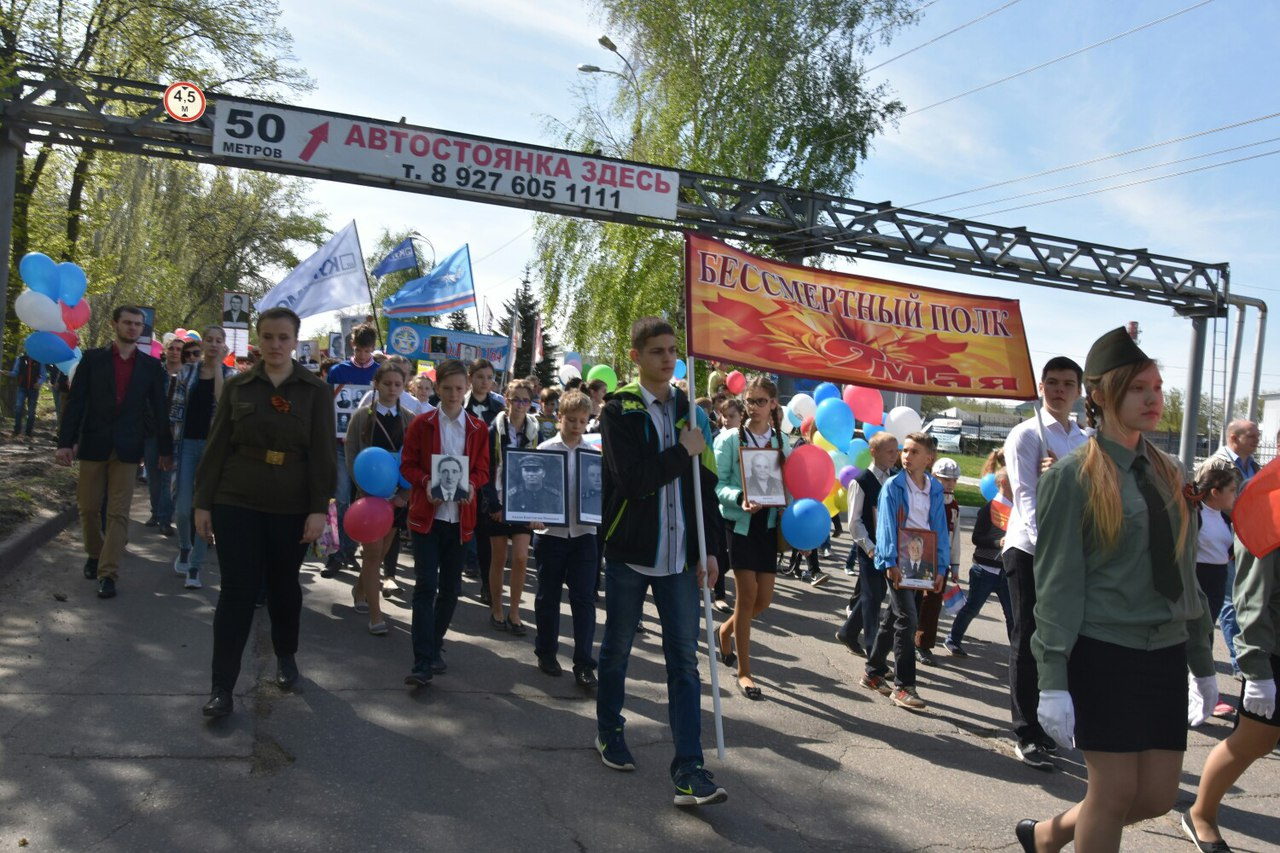 4,5
М
50
МЕТРОВ
АВТОСТОЯНКА ЗДЕСЬ
т. 8 927 605 1111
БЕССМЕРТНЫЙ ПОЛК
9 Мая